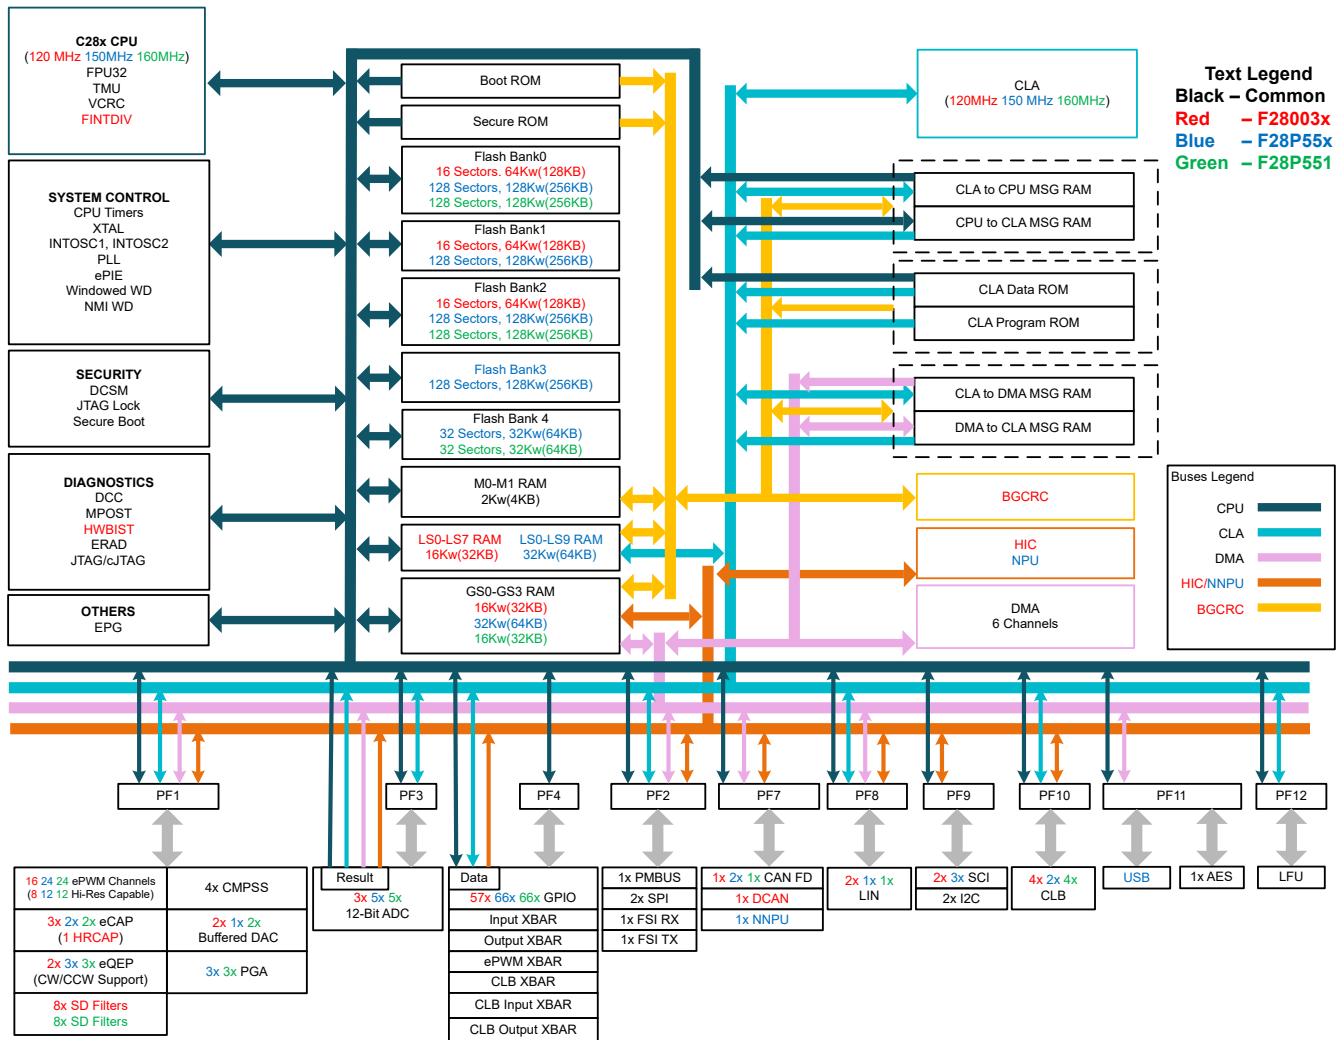 C28x CPU
(120 MHz 150MHz 160MHz)
FPU32
TMU
VCRC
FINTDIV
SYSTEM CONTROL
CPU Timers
XTAL
INTOSC1, INTOSC2
PLL
ePIE
Windowed WD
NMI WD
SECURITY
DCSM
JTAG Lock
Secure Boot
DIAGNOSTICS
DCC
MPOST
HWBIST
ERAD
JTAG/cJTAG
OTHERS
EPG
Boot ROM
Secure ROM
Flash Bank0
16 Sectors. 64Kw(128KB)
128 Sectors, 128Kw(256KB)
128 Sectors, 128Kw(256KB)
Flash Bank1
16 Sectors, 64Kw(128KB)
128 Sectors, 128Kw(256KB)
Flash Bank2
16 Sectors, 64Kw(128KB)
128 Sectors, 128Kw(256KB)
128 Sectors, 128Kw(256KB)
Flash Bank3
128 Sectors, 128Kw(256KB)
Flash Bank 4
32 Sectors, 32Kw(64KB)
32 Sectors, 32Kw(64KB)
M0-M1 RAM
2Kw(4KB)
LS0-LS7 RAM LS0-LS9 RAM
16Kw(32KB) 32Kw(64KB)
GS0-GS3 RAM
16Kw(32KB)
32Kw(64KB)
16Kw(32KB)
CLA
(120MHz 150 MHz 160MHz)
CLA to CPU MSG RAM
CPU to CLA MSG RAM
CLA Data ROM
CLA Program ROM
CLA to DMA MSG RAM
DMA to CLA MSG RAM
BGCRC
HIC
NPU
DMA
6 Channels
Text Legend
Black – Common
Red – F28003x
Blue – F28P55x
Green – F28P551
Buses Legend
CPU
CLA
DMA
HIC/NNPU
BGCRC
PF1
PF3
PF4
PF2
PF7
PF8
PF9
PF10
PF11
PF12
16 24 24 ePWM Channels
(8 12 12 Hi-Res Capable)
4x CMPSS
3x 2x 2x eCAP
(1 HRCAP)
2x 1x 2x
Buffered DAC
2x 3x 3x eQEP
(CW/CCW Support)
3x 3x PGA
8x SD Filters
8x SD Filters
Result
3x 5x 5x
12-Bit ADC
Data
57x 66x 66x GPIO
Input XBAR
Output XBAR
ePWM XBAR
CLB XBAR
CLB Input XBAR
CLB Output XBAR
1x PMBUS
2x SPI
1x FSI RX
1x FSI TX
1x 2x 1x CAN FD
1x DCAN
1x NNPU
2x 1x 1x
LIN
2x 3x SCI
2x I2C
4x 2x 4x
CLB
USB
1x AES
LFU